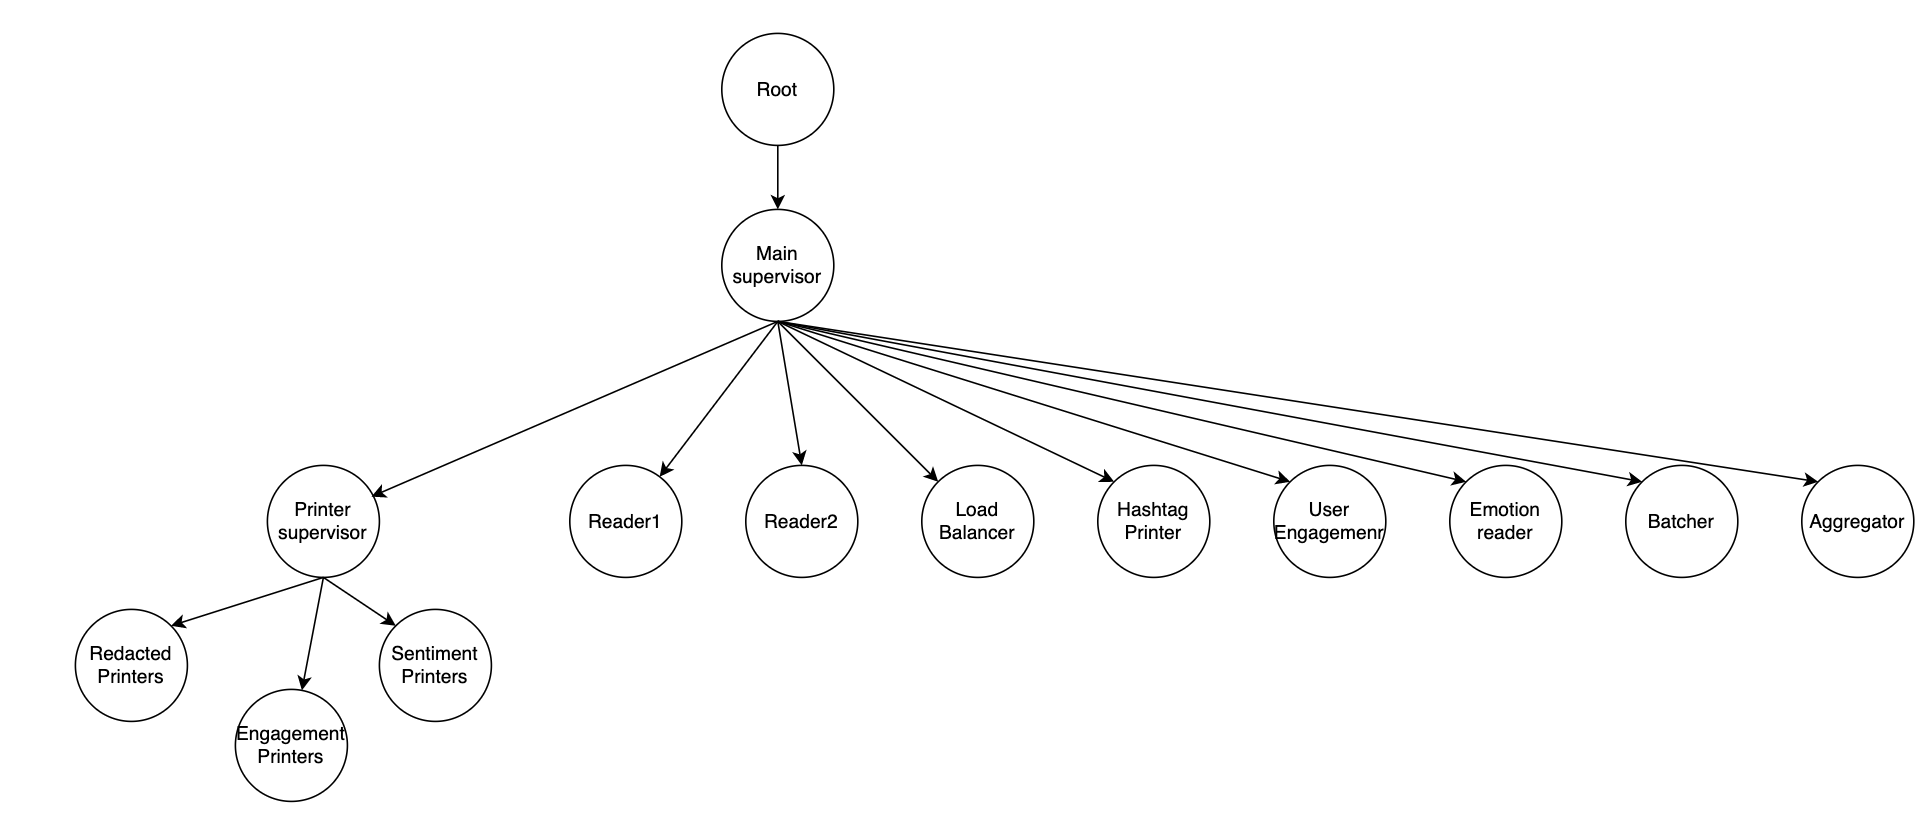 Root
Main
supervisor
Printer
supervisor
Reader1
Reader2
Load
Balancer
Hashtag
Printer
User
Engagemenr
Emotion
reader
Batcher
Aggregator
Redacted
Printers
Engagement
Printers
Sentiment
Printers